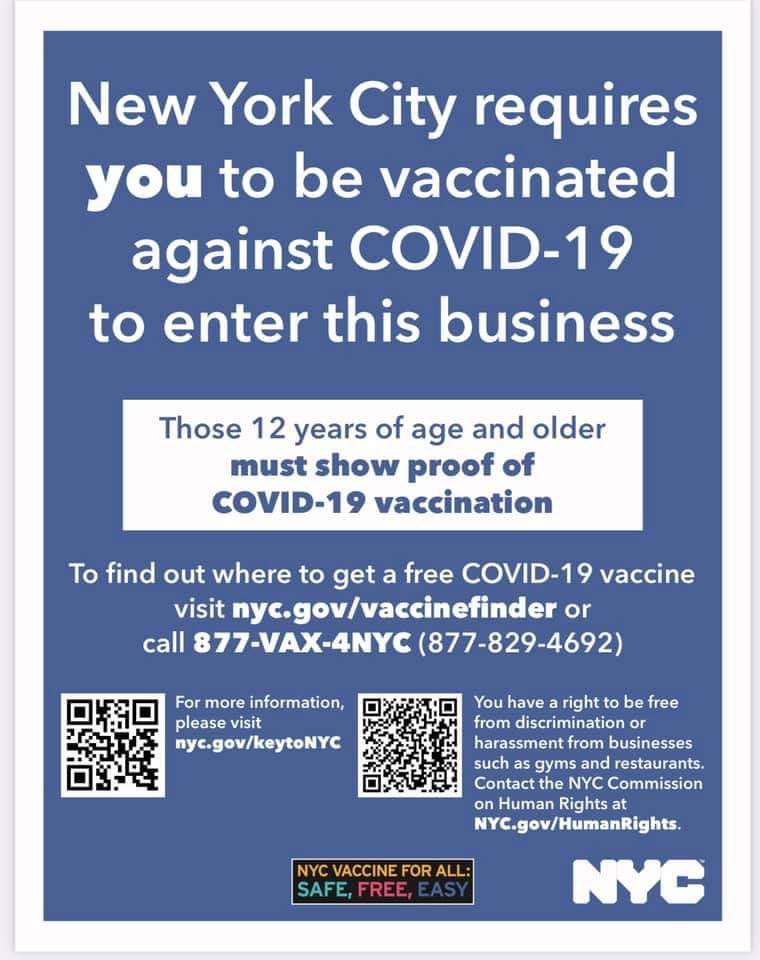 New York City requires
you to be vaccinated
against COVID-19
to enter this business
Those 12 years of age and older
must show proof of
COVID-19 vaccination
To find out where to get a free COVID-19 vaccine
visit nyc.gov/vaccinefinder or
call 877-VAX-4NYC (877-829-4692)
For more information,
please visit
nyc.gov/keytoNYC
You have a right to be free
from discrimination or
harassment from businesses
such as gyms and restaurants.
Contact the NYC Commission
on Human Rights at
NYC.gov/HumanRights.
NYC VACCINE FOR ALL:
SAFE, FREE, EASY
NYC